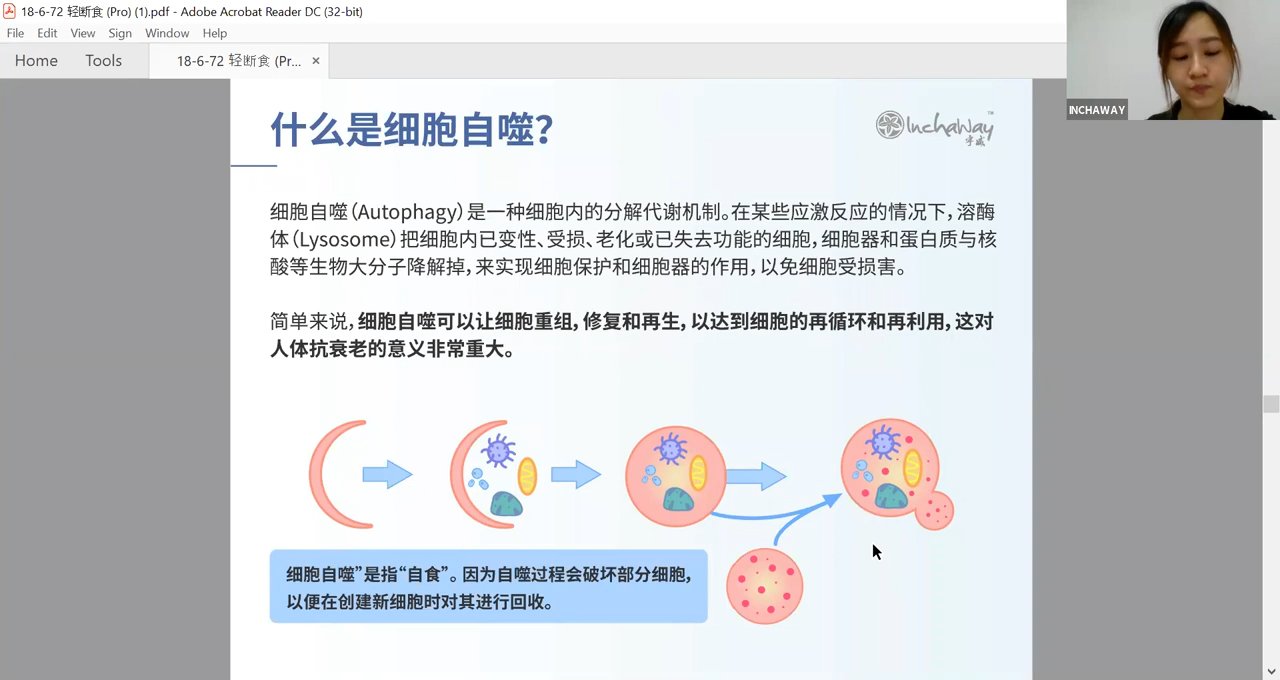 18-6-72 轻断食 (Pro) (1).pdf - Adobe Acrobat Reader DC (32-bit)
File Edit View Sign Window Help
Home Tools 18-6-72 轻断食 (Pr... ×
INCHAWAY
什么是细胞自噬？
InchaWay™
宇威
细胞自噬（Autophagy）是一种细胞内的分解代谢机制。在某些应激反应的情况下，溶酶
体（Lysosome）把细胞内已变性、受损、老化或已失去功能的细胞，细胞器和蛋白质与核
酸等生物大分子降解掉，来实现细胞保护和细胞器的作用，以免细胞受损害。
简单来说，细胞自噬可以让细胞重组，修复和再生，以达到细胞的再循环和再利用，这对
人体抗衰老的意义非常重大。
细胞自噬”是指“自食”。因为自噬过程会破坏部分细胞，
以便在创建新细胞时对其进行回收。